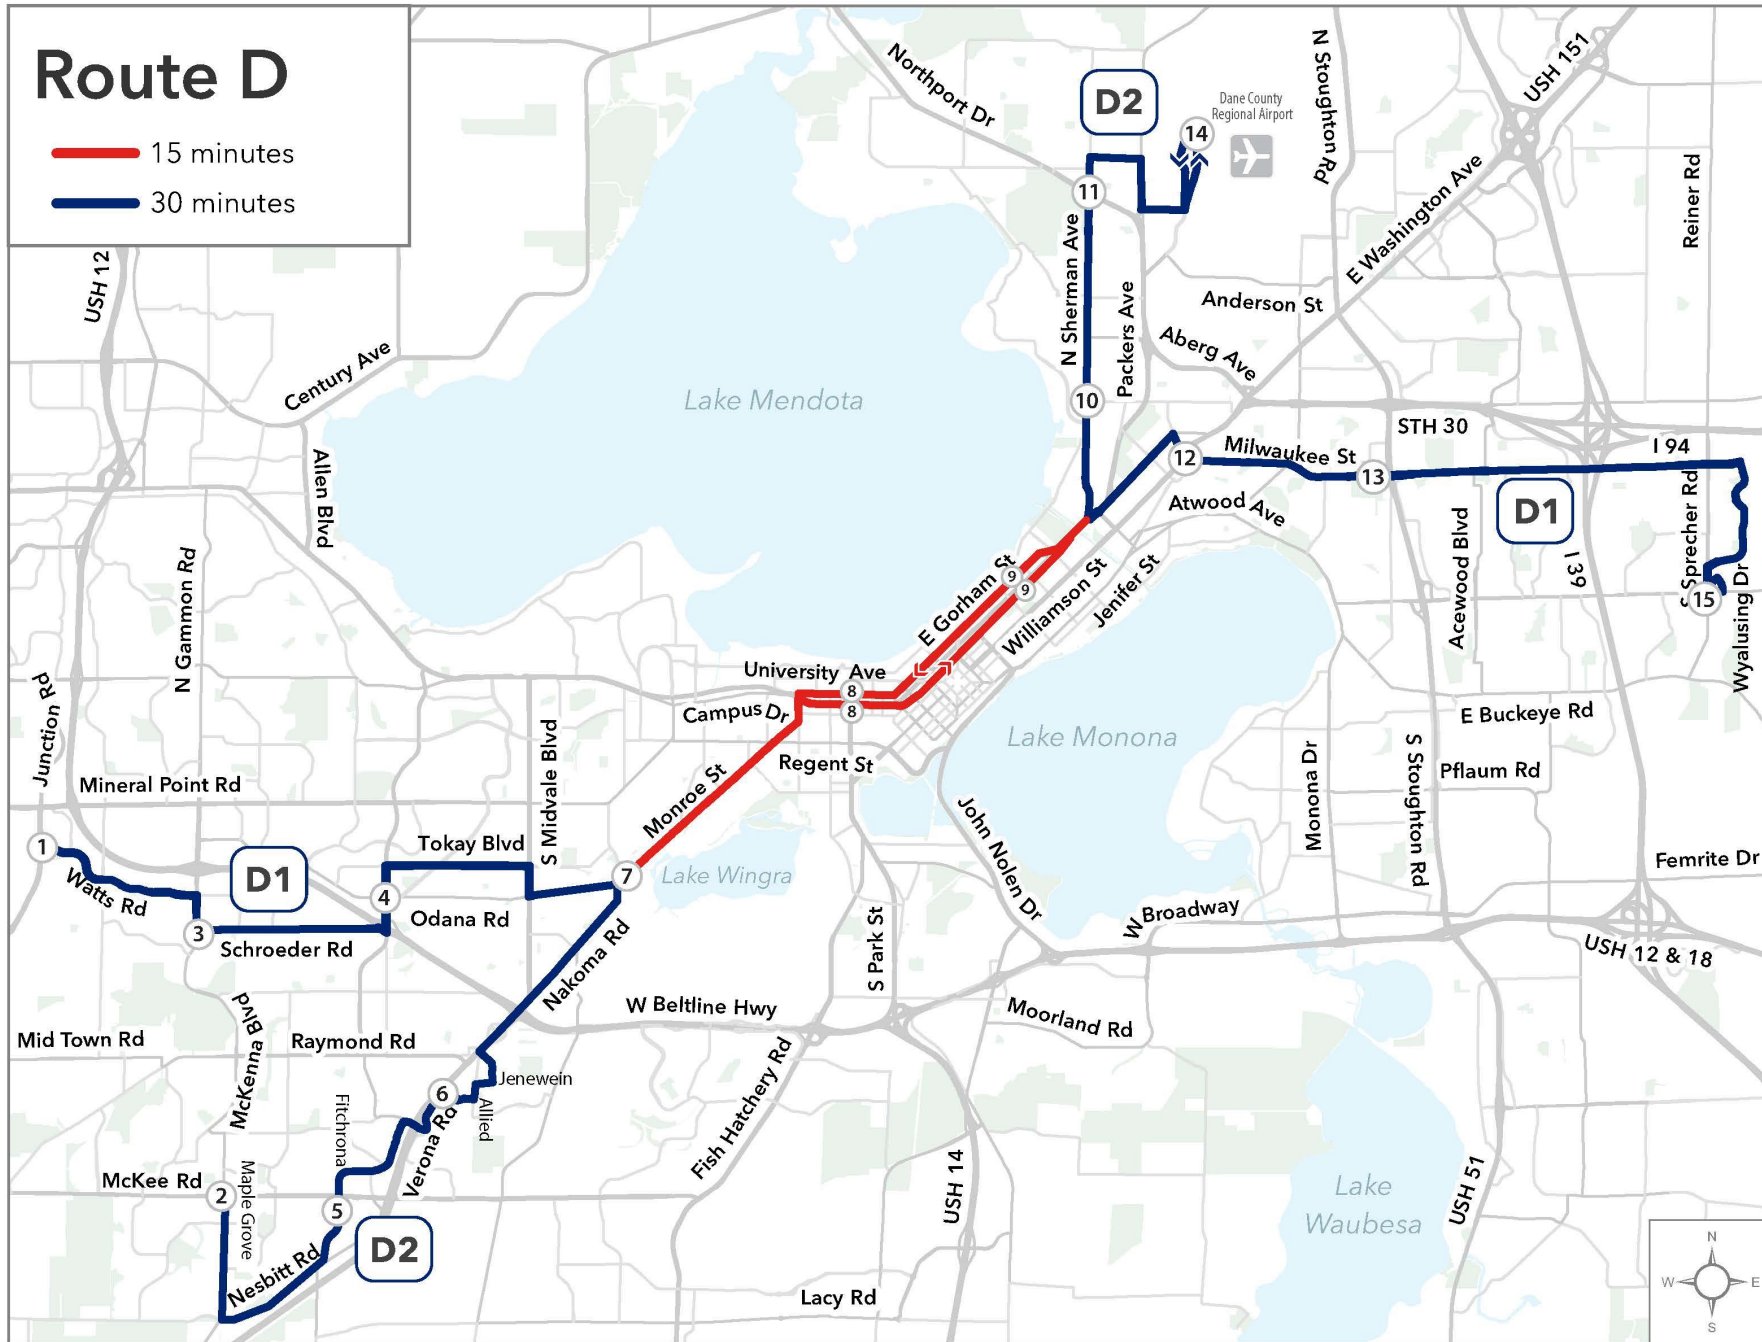 Route D
15 minutes
30 minutes
D2
Dane County
Regional Airport
14
Northport Dr
N Stoughton Rd
USH 151
11
E Washington Ave
Reiner Rd
N Sherman Ave
Packers Ave
Anderson St
Aberg Ave
USH 12
Century Ave
Lake Mendota
10
STH 30
I 94
12
Milwaukee St
13
Allen Blvd
Atwood Ave
D1
Acewood Blvd
I 39
S Sprecher Rd
15
Wyalusing Dr
N Gammon Rd
9
9
E Gorham St
Williamson St
Jenifer St
University Ave
8
8
Campus Dr
Regent St
Lake Monona
E Buckeye Rd
Junction Rd
S Midvale Blvd
Monona Dr
S Stoughton Rd
Pflaum Rd
Mineral Point Rd
Monroe St
Tokay Blvd
1
Watts Rd
D1
4
7
Lake Wingra
John Nolen Dr
Femrite Dr
3
Odana Rd
Schroeder Rd
Nakoma Rd
S Park St
W Broadway
USH 12 & 18
McKenna Blvd
W Beltline Hwy
Moorland Rd
Mid Town Rd
Raymond Rd
Jenewein
6
Allied
Fitchrona
Verona Rd
Fish Hatchery Rd
McKee Rd
2
Maple Grove
5
D2
Nesbitt Rd
USH 14
Lake
Waubesa
USH 51
Lacy Rd
N
W
E
S